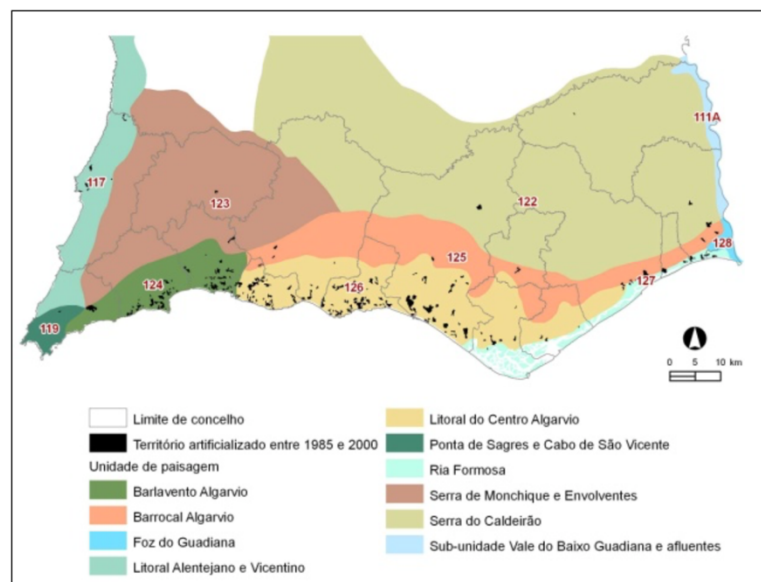 111A
117
123
122
128
125
127
124
126
119
0 5 10 km
Limite de concelho
Território artificializado entre 1985 e 2000
Unidade de paisagem
Barlavento Algarvio
Barrocal Algarvio
Foz do Guadiana
Litoral Alentejano e Vicentino
Litoral do Centro Algarvio
Ponta de Sagres e Cabo de São Vicente
Ria Formosa
Serra de Monchique e Envolventes
Serra do Caldeirão
Sub-unidade Vale do Baixo Guadiana e afluentes